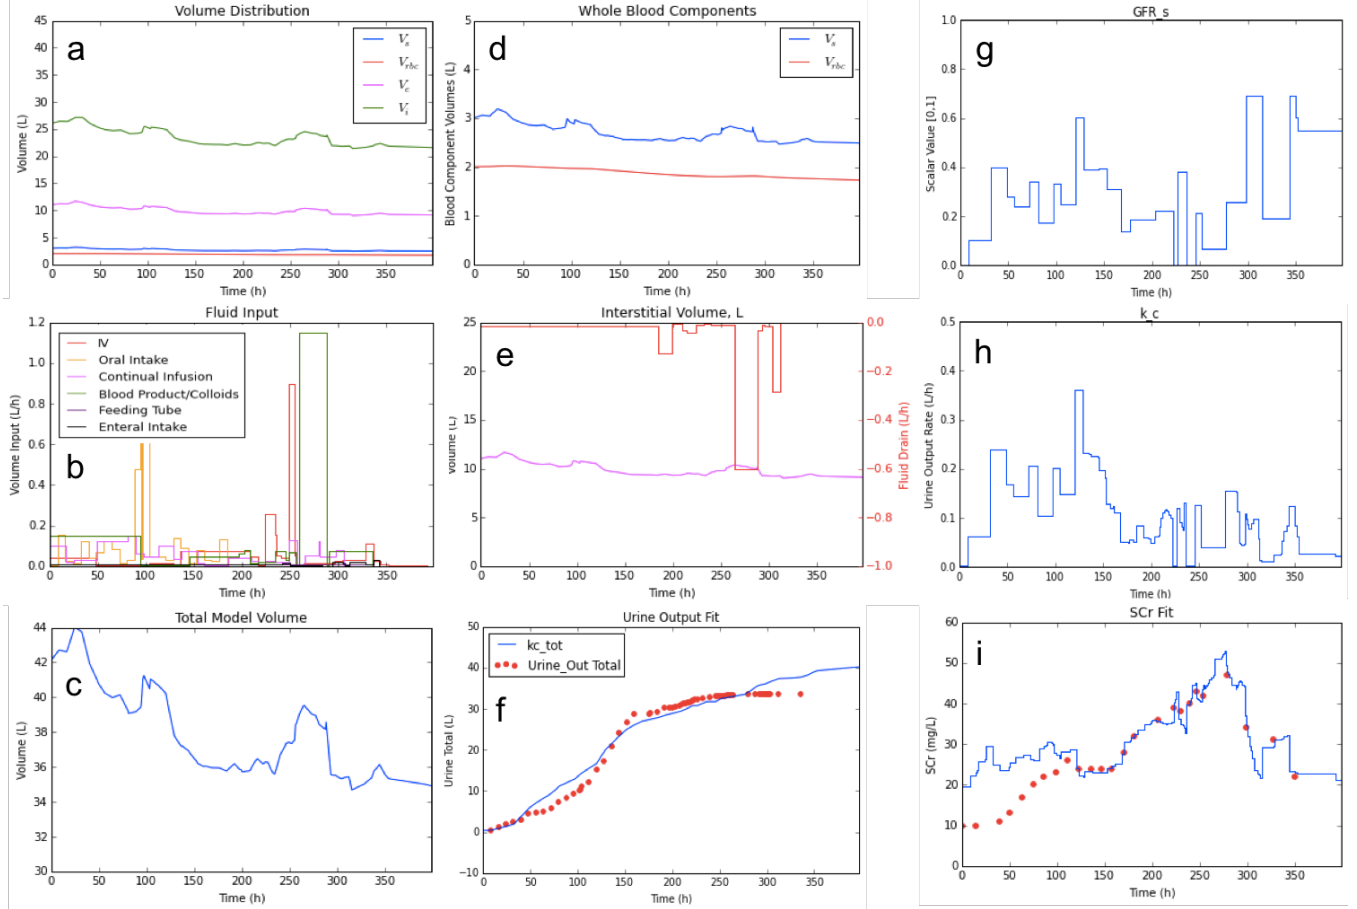 Volume Distribution
a
V_s
V_rbc
V_e
V_i
Volume (L)
45
40
35
30
25
20
15
10
5
0
0 50 100 150 200 250 300 350
Time (h)
Whole Blood Components
d
V_s
V_rbc
Blood Component Volumes (L)
5
4
3
2
1
0
0 50 100 150 200 250 300 350
Time (h)
GFR_s
g
Scalar Value [0,1]
1.0
0.8
0.6
0.4
0.2
0.0
0 50 100 150 200 250 300 350
Time (h)
Fluid Input
IV
Oral Intake
Continual Infusion
Blood Product/Colloids
Feeding Tube
Enteral Intake
b
Volume Input (L/h)
1.2
1.0
0.8
0.6
0.4
0.2
0.0
0 50 100 150 200 250 300 350
Time (h)
Interstitial Volume, L
e
Volume (L)
25
20
15
10
5
0
0.0
−0.2
−0.4
−0.6
−0.8
−1.0
Fluid Drain (L/h)
0 50 100 150 200 250 300 350
Time (h)
k_c
h
Urine Output Rate (L/h)
0.5
0.4
0.3
0.2
0.1
0.0
0 50 100 150 200 250 300 350
Time (h)
Total Model Volume
c
Volume (L)
44
42
40
38
36
34
32
30
0 50 100 150 200 250 300 350
Time (h)
Urine Output Fit
kc_tot
Urine_Out Total
f
Urine Total (L)
50
40
30
20
10
0
−10
0 50 100 150 200 250 300 350
Time (h)
SCr Fit
i
SCr (mg/L)
60
50
40
30
20
10
0
0 50 100 150 200 250 300 350
Time (h)